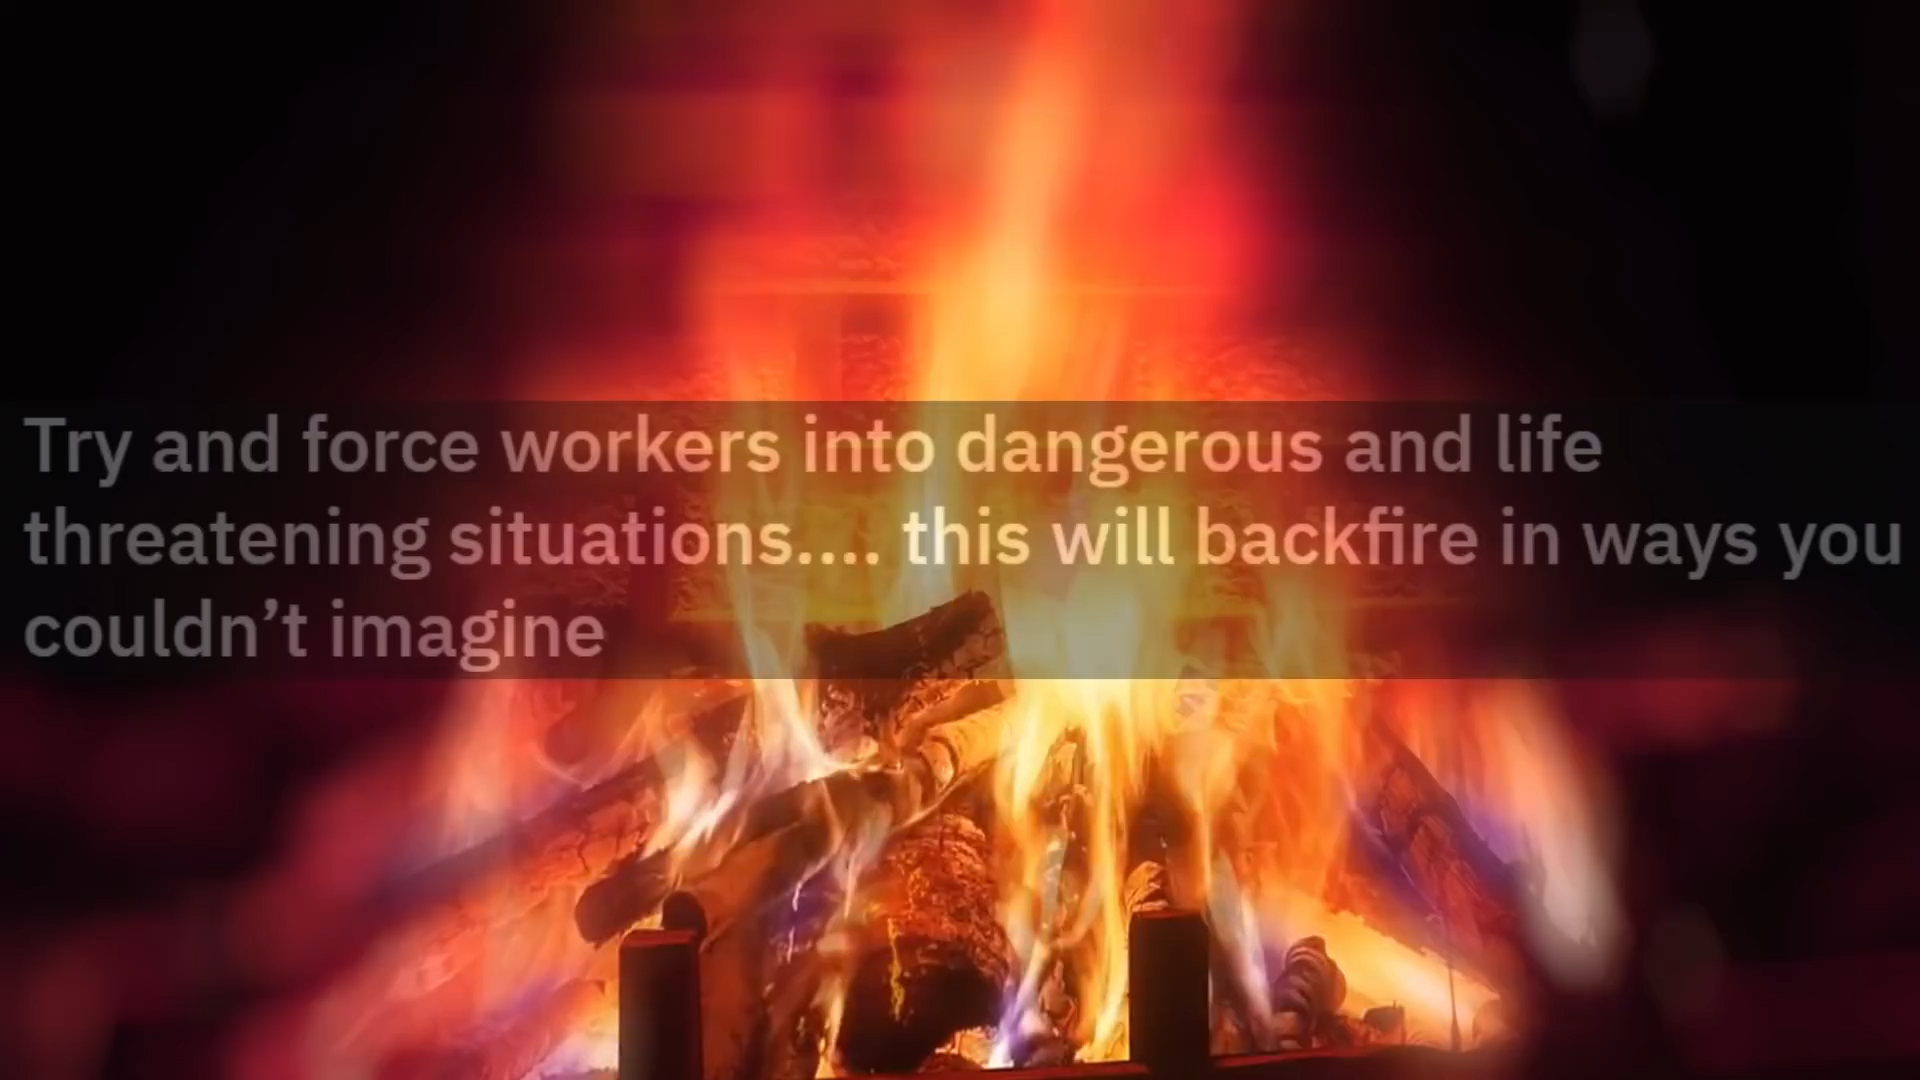 Try and force workers into dangerous and life
threatening situations.... this will backfire in ways you
couldn’t imagine